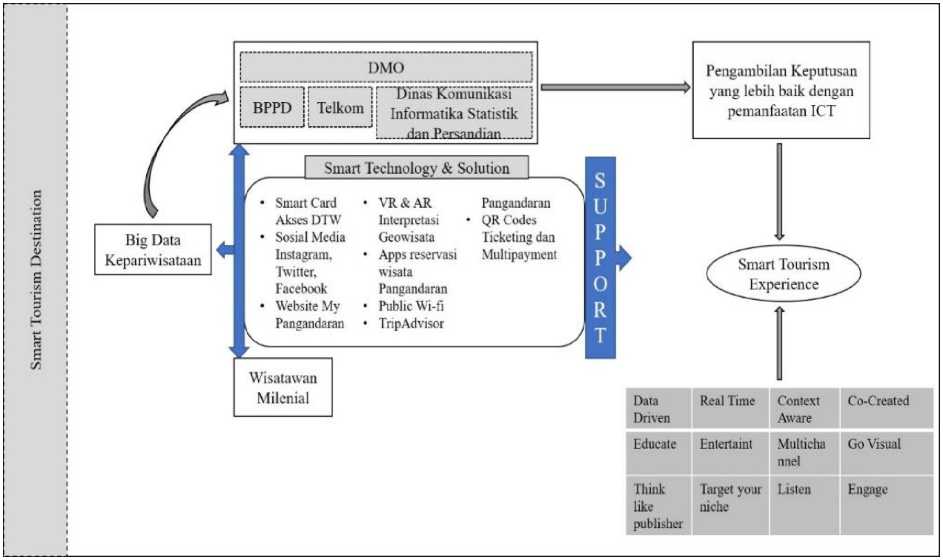 Smart Tourism Destination
DMO
BPPD
Telkom
Dinas Komunikasi
Informatika Statistik
dan Persandian
Pengambilan Keputusan
yang lebih baik dengan
pemanfaatan ICT
Smart Technology & Solution
• Smart Card
Akses DTW
• Sosial Media
Instagram,
Twitter,
Facebook
• Website My
Pangandaran
• VR & AR
Interpretasi
Geowisata
• Apps reservasi
wisata
Pangandaran
• Public Wi-fi
• TripAdvisor
Pangandaran
• QR Codes
Ticketing dan
Multipayment
SUPPORT
Big Data
Kepariwisataan
Wisatawan
Milenial
Smart Tourism
Experience
Data
Driven
Real Time
Context
Aware
Co-Created
Educate
Entertaint
Multicha
nnel
Go Visual
Think
like
publisher
Target your
niche
Listen
Engage